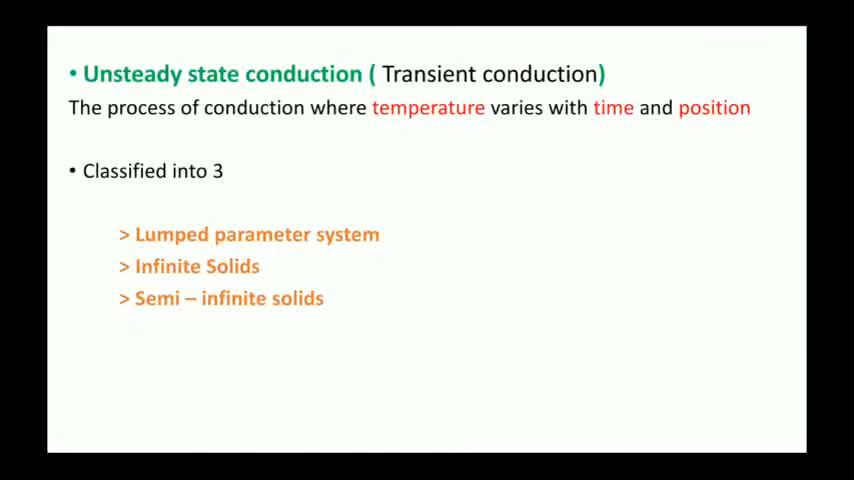 • Unsteady state conduction ( Transient conduction)
The process of conduction where temperature varies with time and position
• Classified into 3
> Lumped parameter system
> Infinite Solids
> Semi – infinite solids